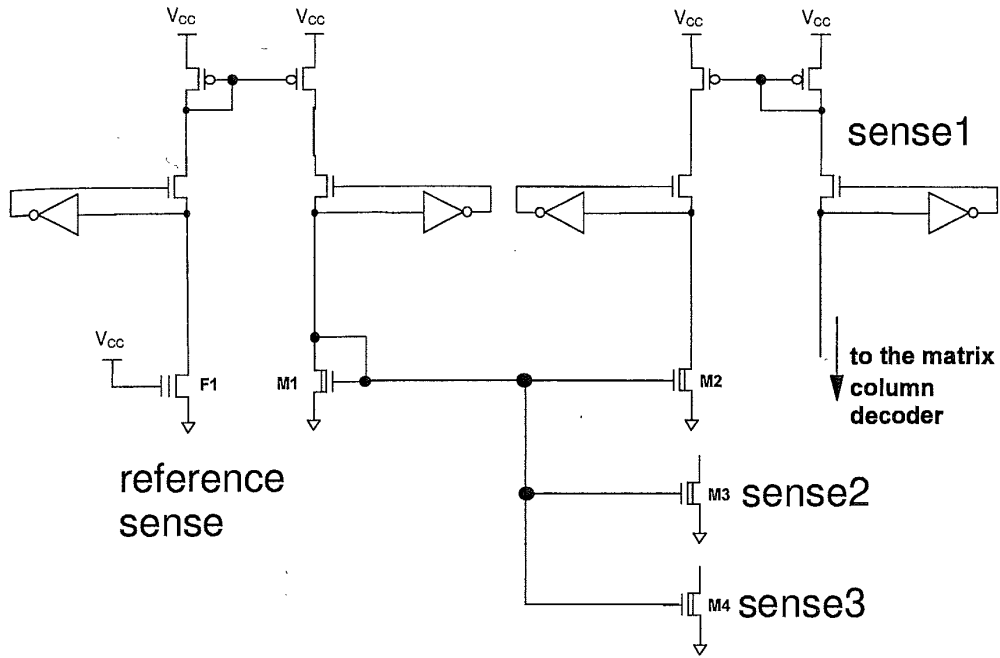 Vcc
Vcc
Vcc
Vcc
sense1
Vcc
F1
M1
M2
to the matrix
column
decoder
reference
sense
M3
sense2
M4
sense3